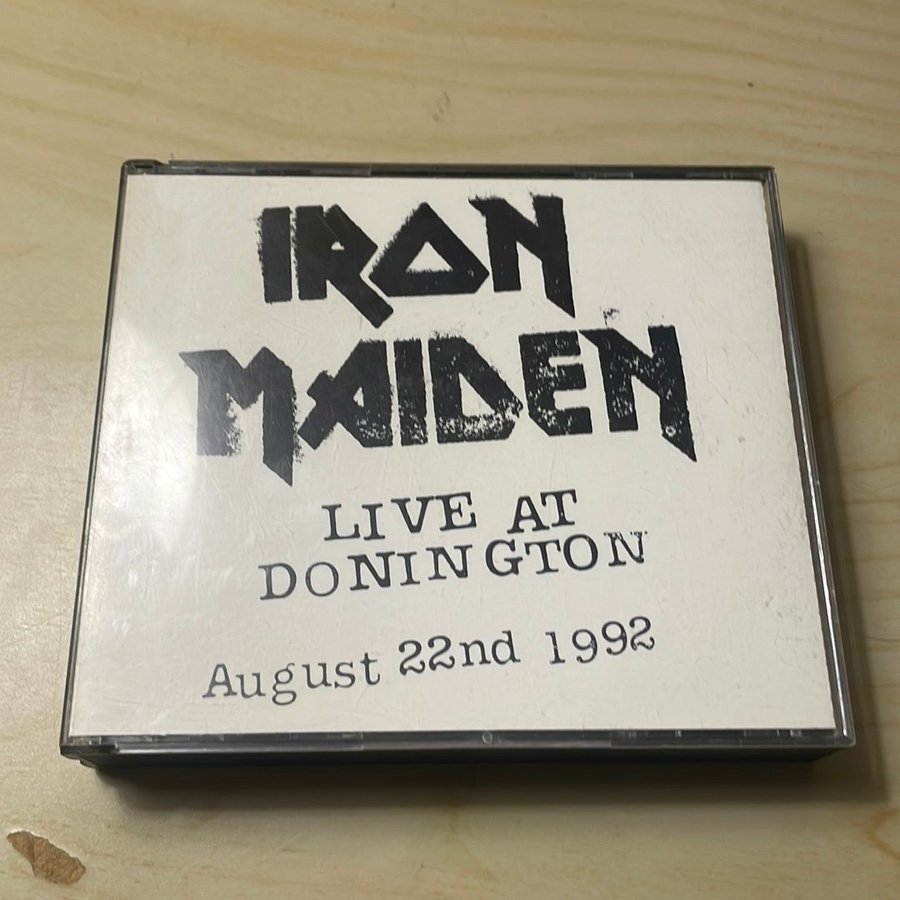 IRON
MAIDEN
LIVE AT
DONINGTON
August 22nd 1992